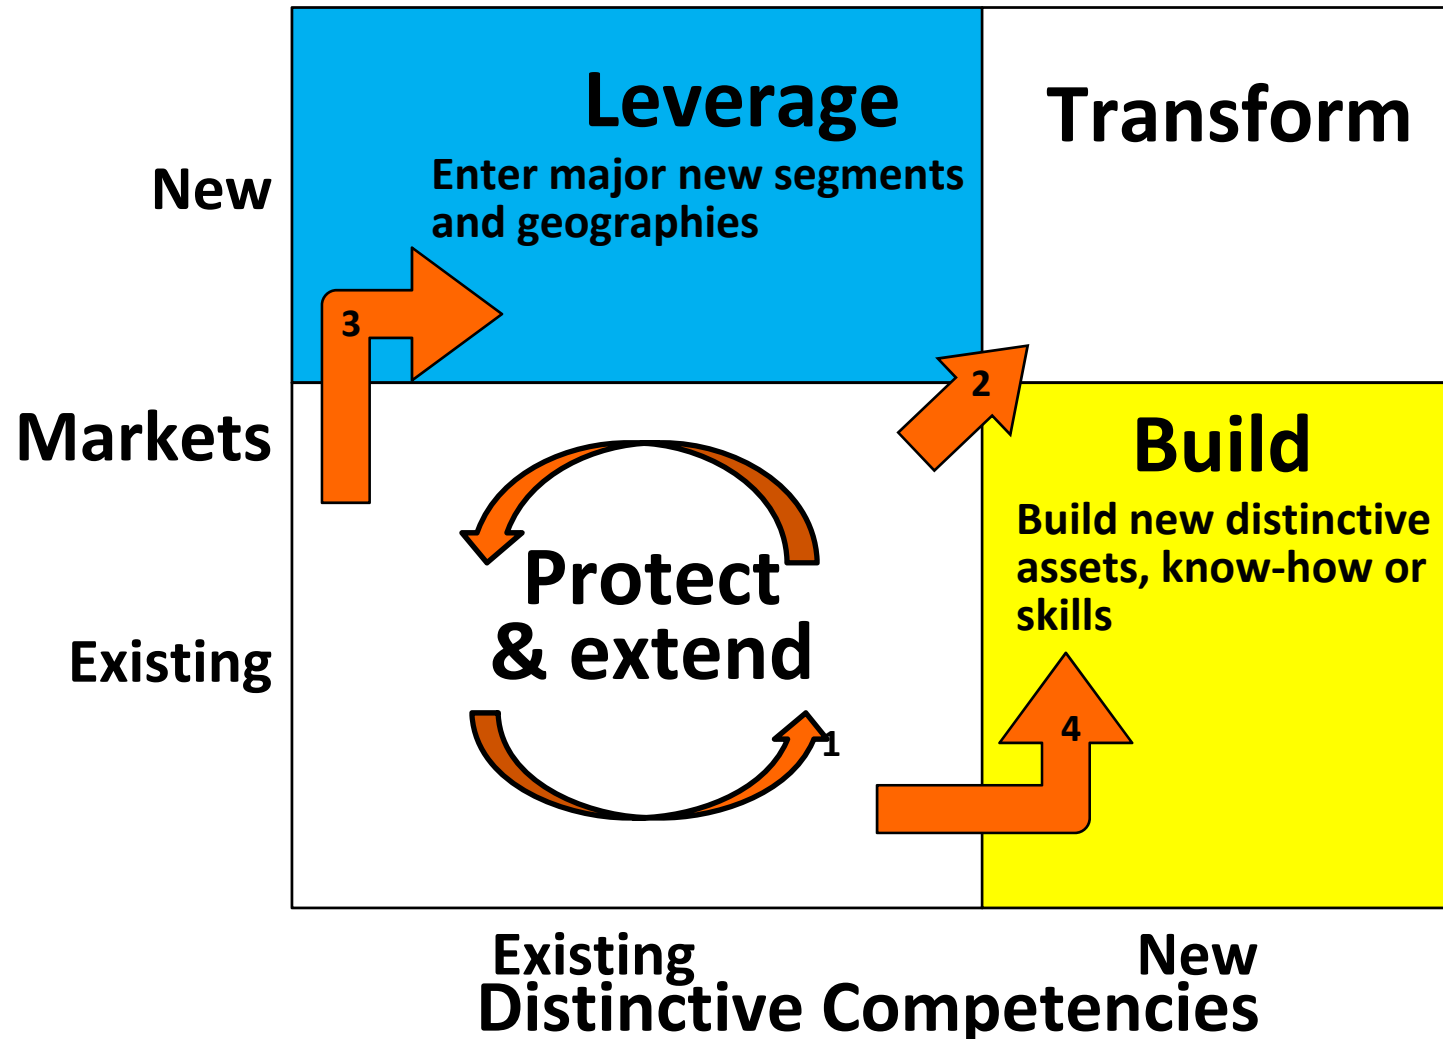 Leverage
Transform
Enter major new segments
and geographies
New
3
2
Markets
Build
Build new distinctive
assets, know-how or
skills
Protect
& extend
Existing
1
4
Existing
New
Distinctive Competencies